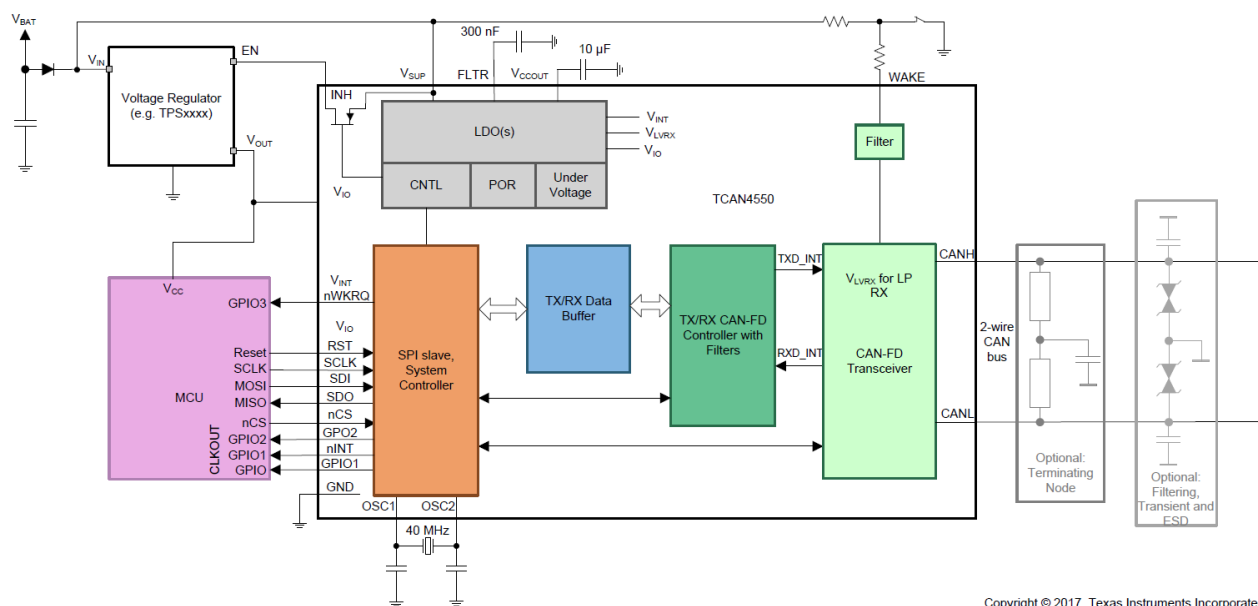 VBAT
300 nF
10 µF
EN
VIN
VSUP
FLTR
VCCOUT
WAKE
Voltage Regulator
(e.g. TPSxxxx)
INH
VINT
LDO(s)
VLVRX
VIO
Filter
VOUT
VIO
CNTL
POR
Under
Voltage
TCAN4550
CANH
TXD_INT
VCC
VINT
nWKRQ
GPIO3
TX/RX Data
Buffer
TX/RX CAN-FD
Controller with
Filters
VLVRX for LP
RX
2-wire
CAN
bus
VIO
Reset
RST
SCLK
SCLK
MOSI
SDI
MISO
SDO
nCS
nCS
GPIO2
GPO2
GPIO1
nINT
GPIO
GPIO1
MCU
CLKOUT
SPI slave,
System
Controller
RXD_INT
CAN-FD
Transceiver
CANL
GND
OSC1
OSC2
40 MHz
Optional:
Terminating
Node
Optional:
Filtering,
Transient and
ESD
Copyright © 2017, Texas Instruments Incorporate